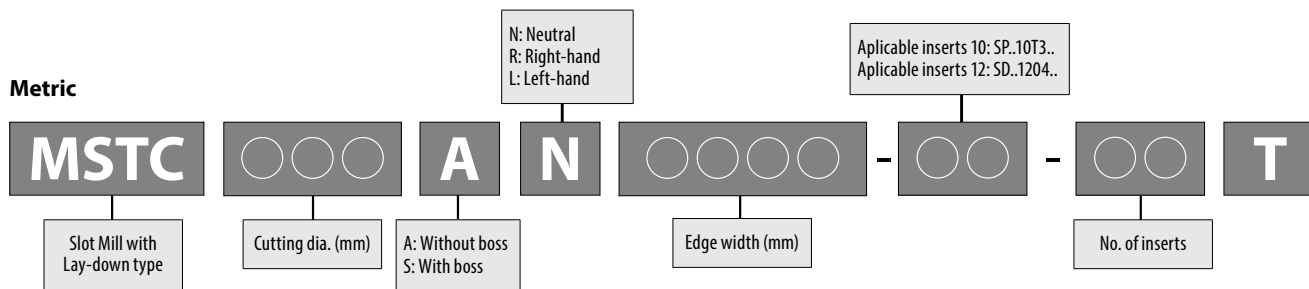 N: Neutral
R: Right-hand
L: Left-hand
Aplicable inserts 10: SP..10T3..
Aplicable inserts 12: SD..1204..
Metric
MSTC ○○○ A N ○○○○ - ○○ - ○○ T
Slot Mill with
Lay-down type
Cutting dia. (mm)
A: Without boss
S: With boss
Edge width (mm)
No. of inserts